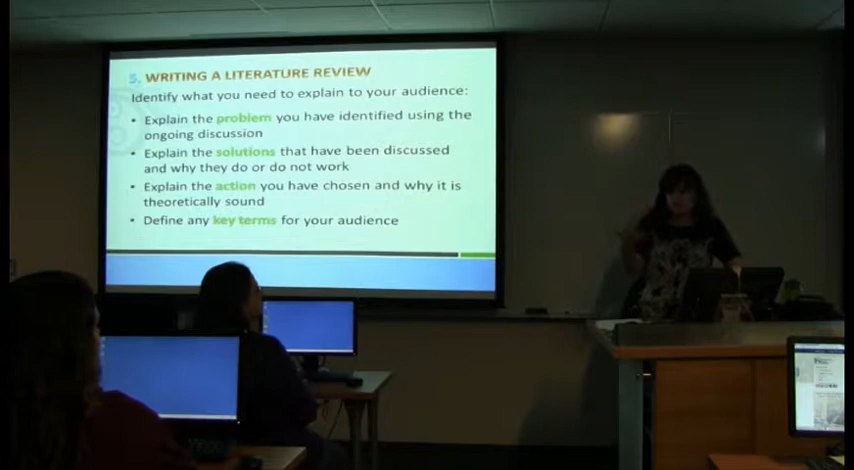 5. WRITING A LITERATURE REVIEW
Identify what you need to explain to your audience:
• Explain the problem you have identified using the
ongoing discussion
• Explain the solutions that have been discussed
and why they do or do not work
• Explain the action you have chosen and why it is
theoretically sound
• Define any key terms for your audience